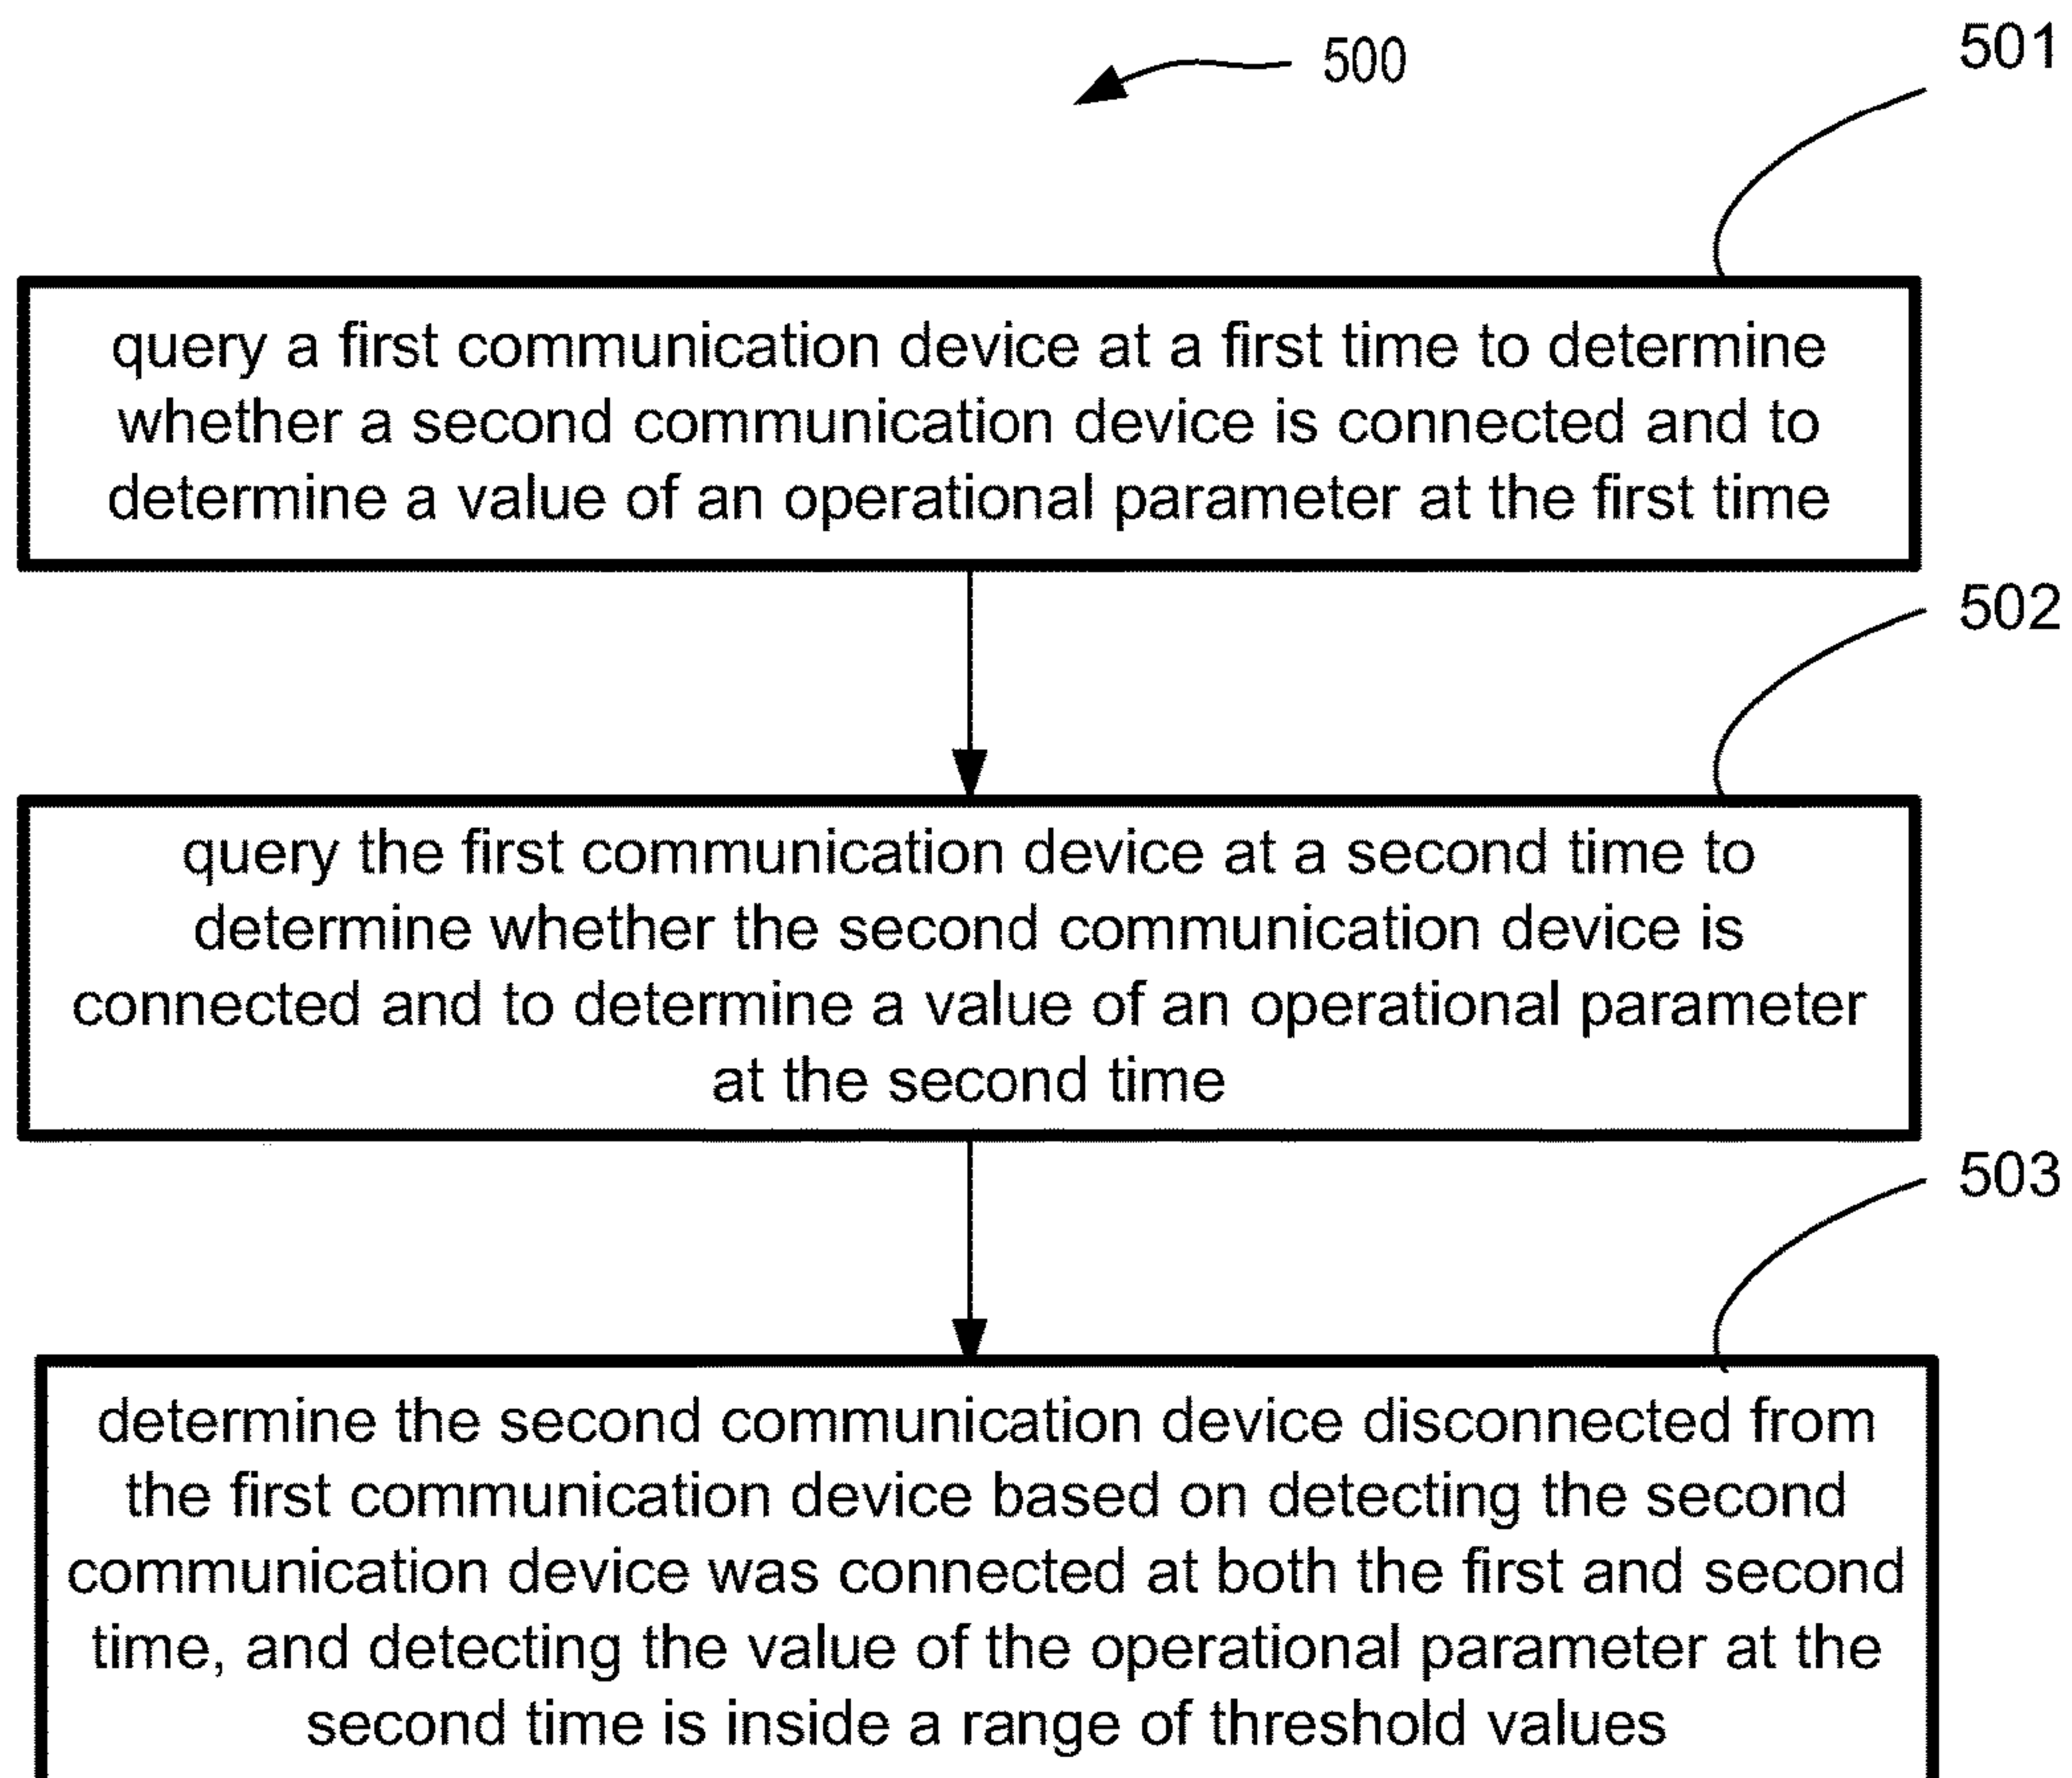 500
501
query a first communication device at a first time to determine
whether a second communication device is connected and to
determine a value of an operational parameter at the first time
502
query the first communication device at a second time to
determine whether the second communication device is
connected and to determine a value of an operational parameter
at the second time
503
determine the second communication device disconnected from
the first communication device based on detecting the second
communication device was connected at both the first and second
time, and detecting the value of the operational parameter at the
second time is inside a range of threshold values